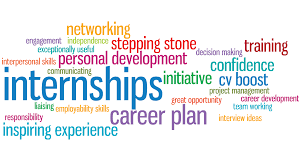 networking
engagement independence stepping stone decision making training
exceptionally useful
interpersonal skills personal development confidence
communicating
internships initiative cv boost
project management
liaising great opportunity career development
employability skills career plan team working
responsibility interview ideas
inspiring experience